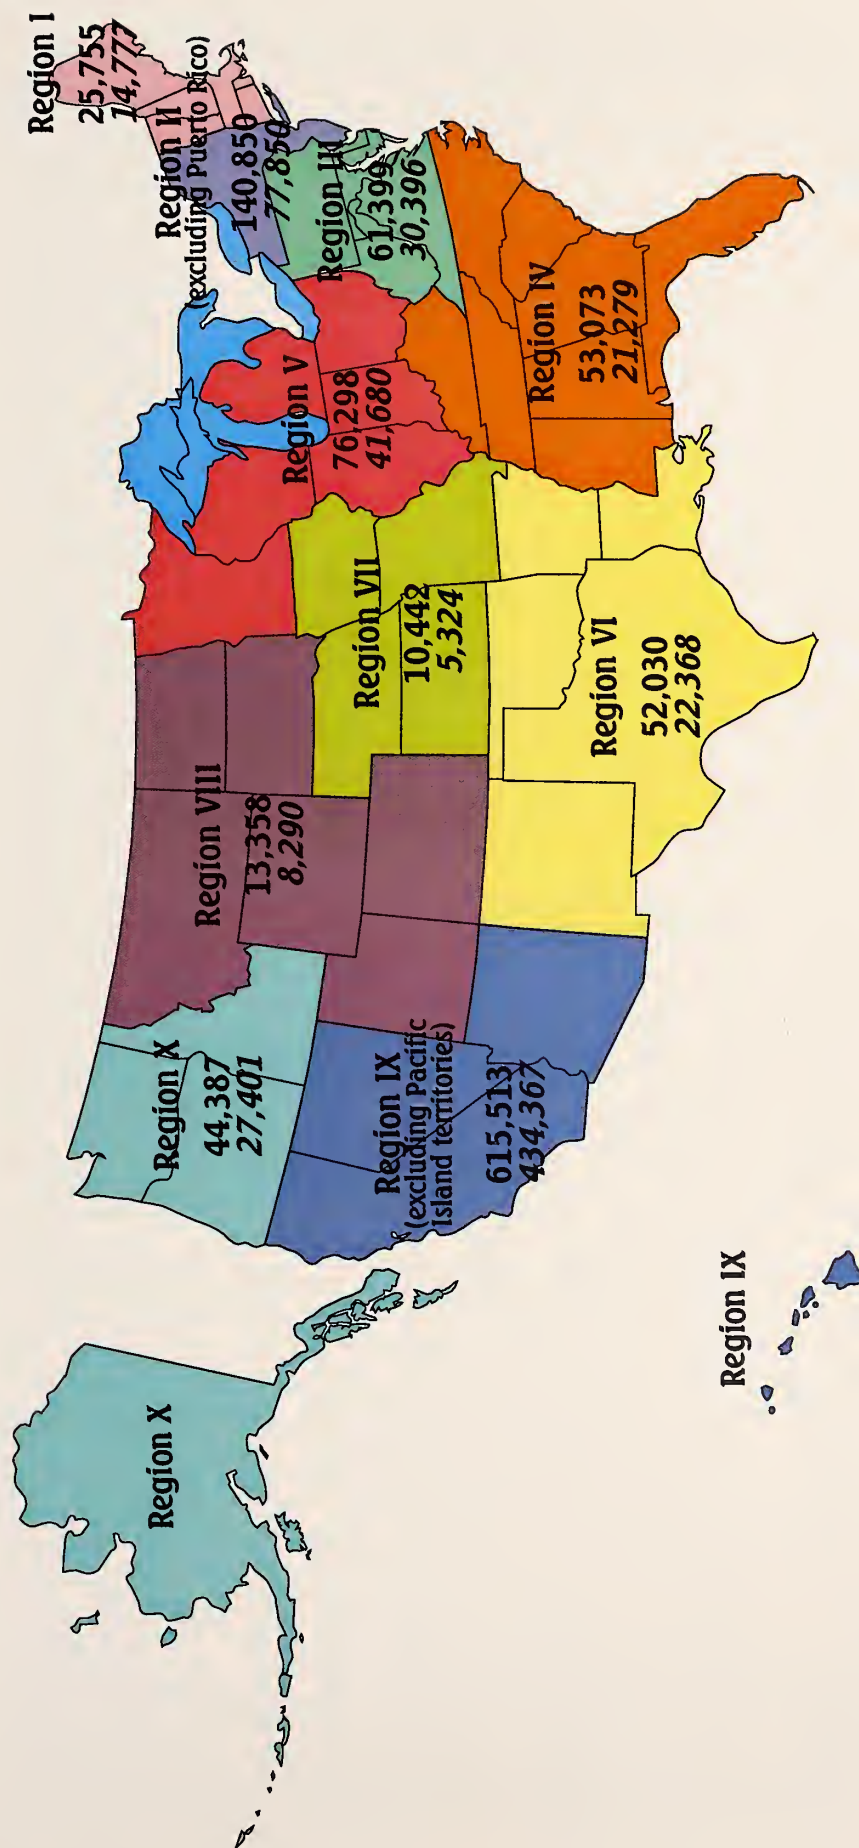 Region I
25,755
14,777
Region II
(excluding Puerto Rico)
140,850
77,850
Region III
61,399
30,396
Region IV
53,073
21,279
Region V
76,298
41,680
Region VI
52,030
22,368
Region VII
10,442
5,324
Region VIII
13,358
8,290
Region IX
(excluding Pacific
Island territories)
615,513
434,367
Region X
44,387
27,401
Region X
Region IX